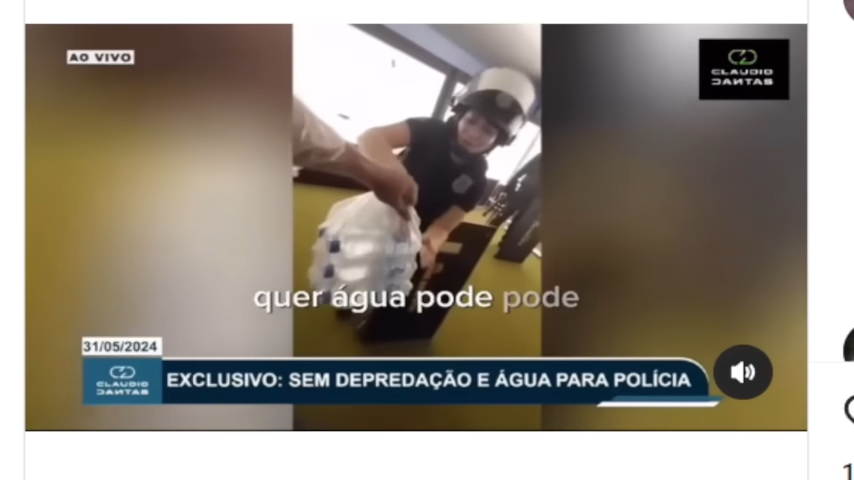 AO VIVO
CLAUDIO
DANTAS
quer água pode pode
31/05/2024
CLAUDIO
DANTAS
EXCLUSIVO: SEM DEPREDAÇÃO E ÁGUA PARA POLÍCIA
1